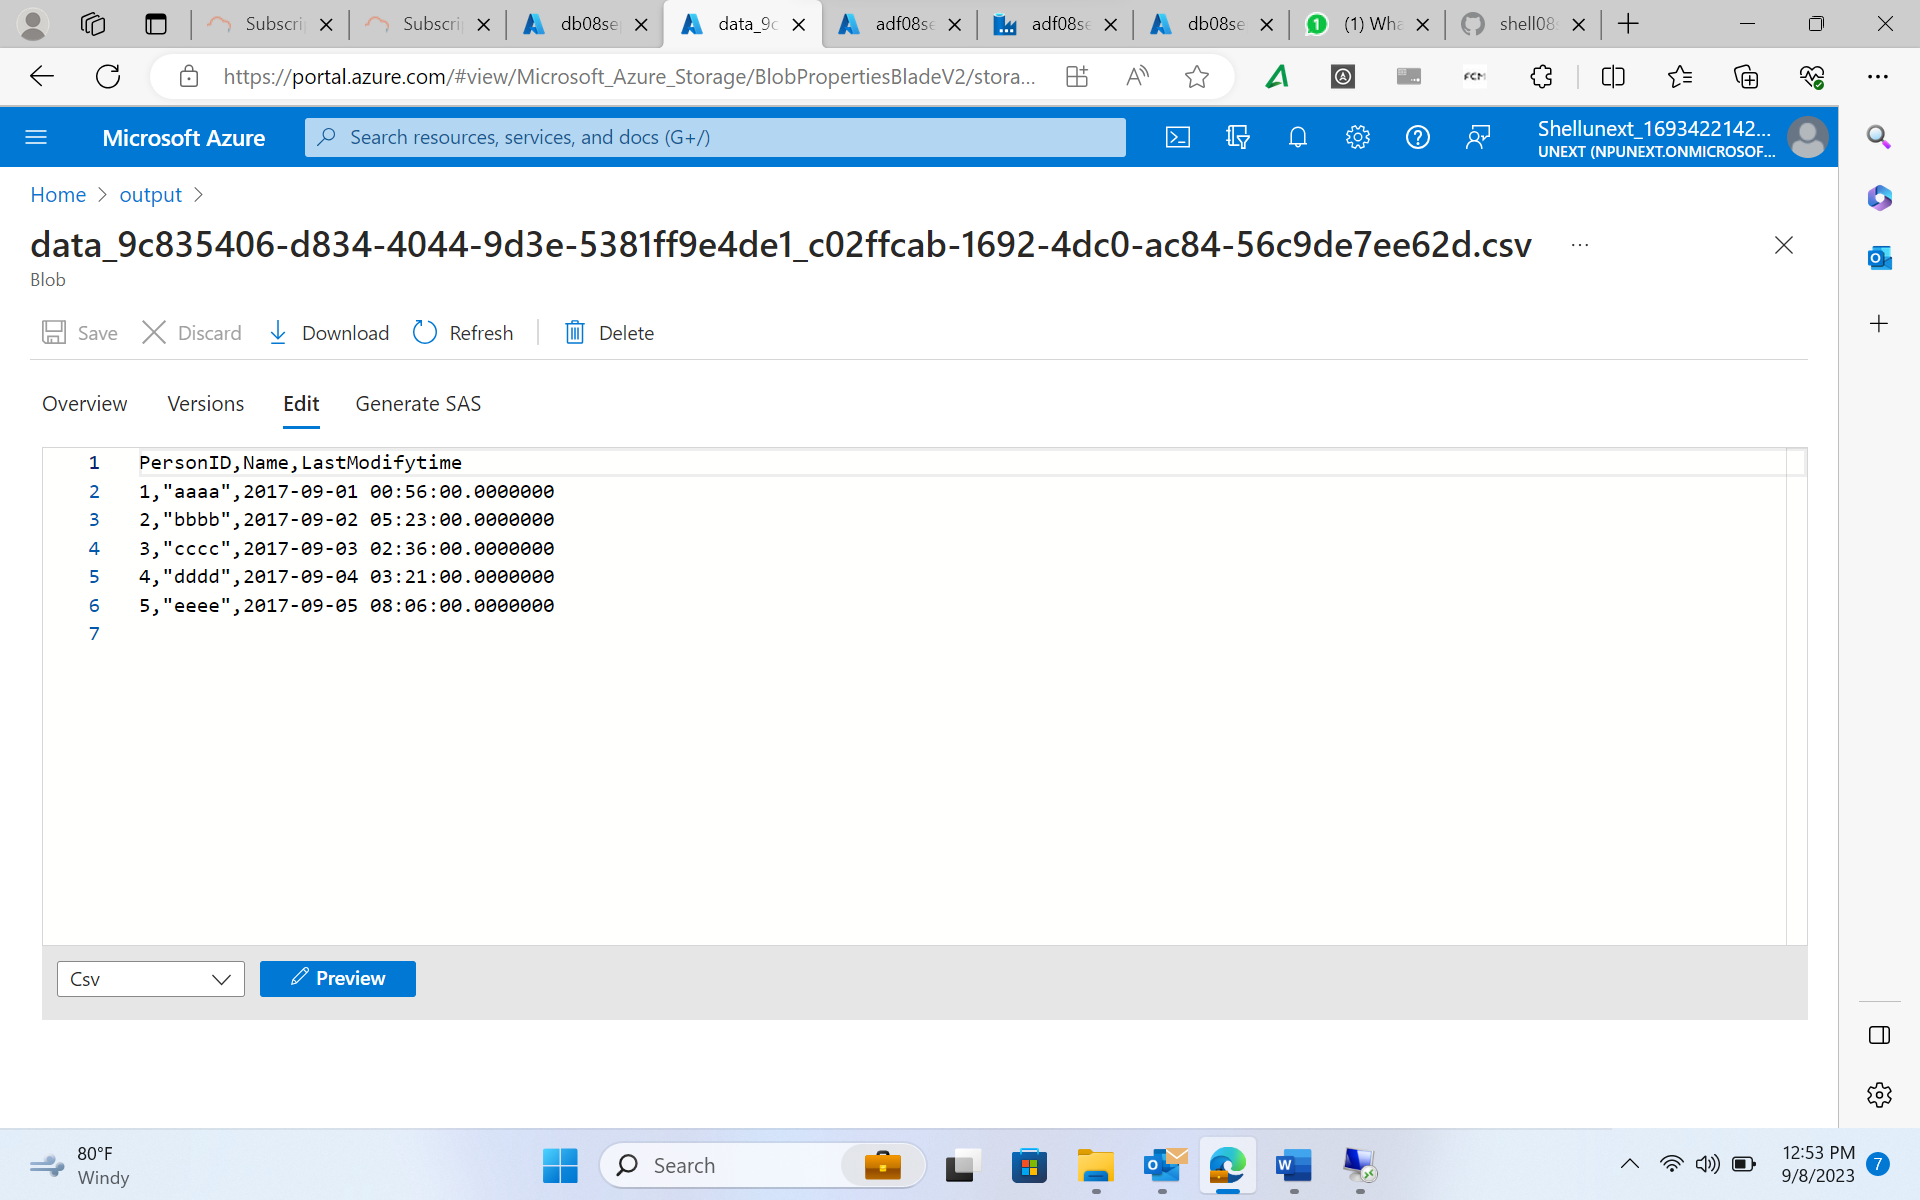 Subscri
Subscri
db08se
data_9c
adf08se
adf08se
db08se
(1) Wha
shell08
https://portal.azure.com/#view/Microsoft_Azure_Storage/BlobPropertiesBladeV2/stora...
FCM
Microsoft Azure
Search resources, services, and docs (G+/)
Shellunext_1693422142...
UNEXT (NPUNEXT.ONMICROSOF...
Home > output >
data_9c835406-d834-4044-9d3e-5381ff9e4de1_c02ffcab-1692-4dc0-ac84-56c9de7ee62d.csv ...
Blob
Save Discard Download Refresh Delete
Overview Versions Edit Generate SAS
1 PersonID,Name,LastModifytime
2 1,"aaaa",2017-09-01 00:56:00.0000000
3 2,"bbbb",2017-09-02 05:23:00.0000000
4 3,"cccc",2017-09-03 02:36:00.0000000
5 4,"dddd",2017-09-04 03:21:00.0000000
6 5,"eeee",2017-09-05 08:06:00.0000000
7
Csv Preview
80°F
Windy
Search
12:53 PM
9/8/2023
7